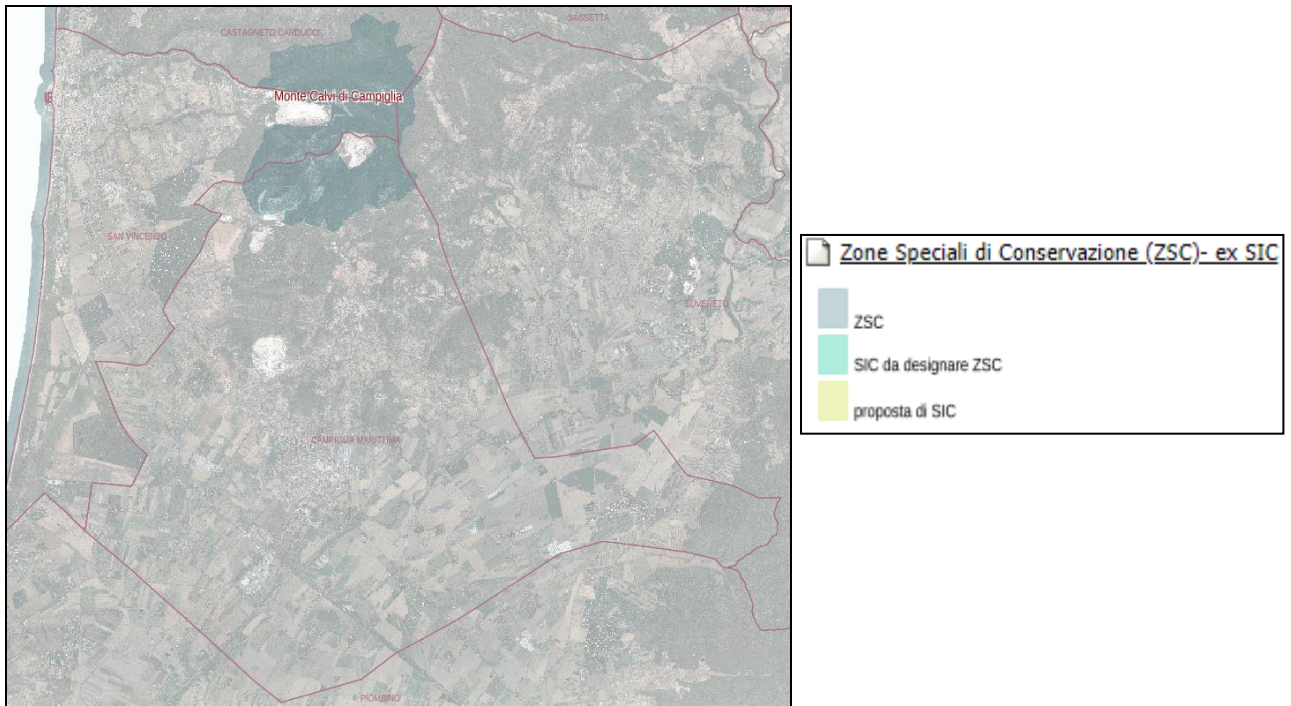 SASSETTA
CASTAGNETO CARDUCCI
Monte Calvi di Campiglia
SAN VINCENZO
SUVERETO
CAMPIGLIA MARITTIMA
PIOMBINO
Zone Speciali di Conservazione (ZSC)- ex SIC
ZSC
SIC da designare ZSC
proposta di SIC